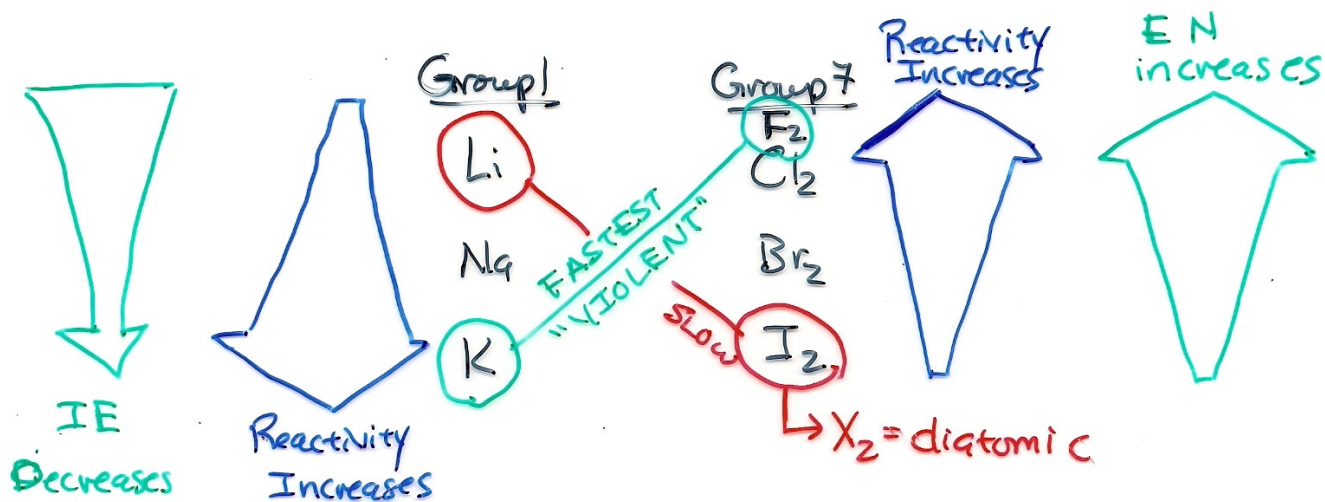 Group 1
Group 7
Reactivity
Increases
E N
increases
Li
F₂
Cl₂
Na
FASTEST
"VIOLENT"
Br₂
K
SLOW
I₂
IE
Decreases
Reactivity
Increases
X₂ = diatomic